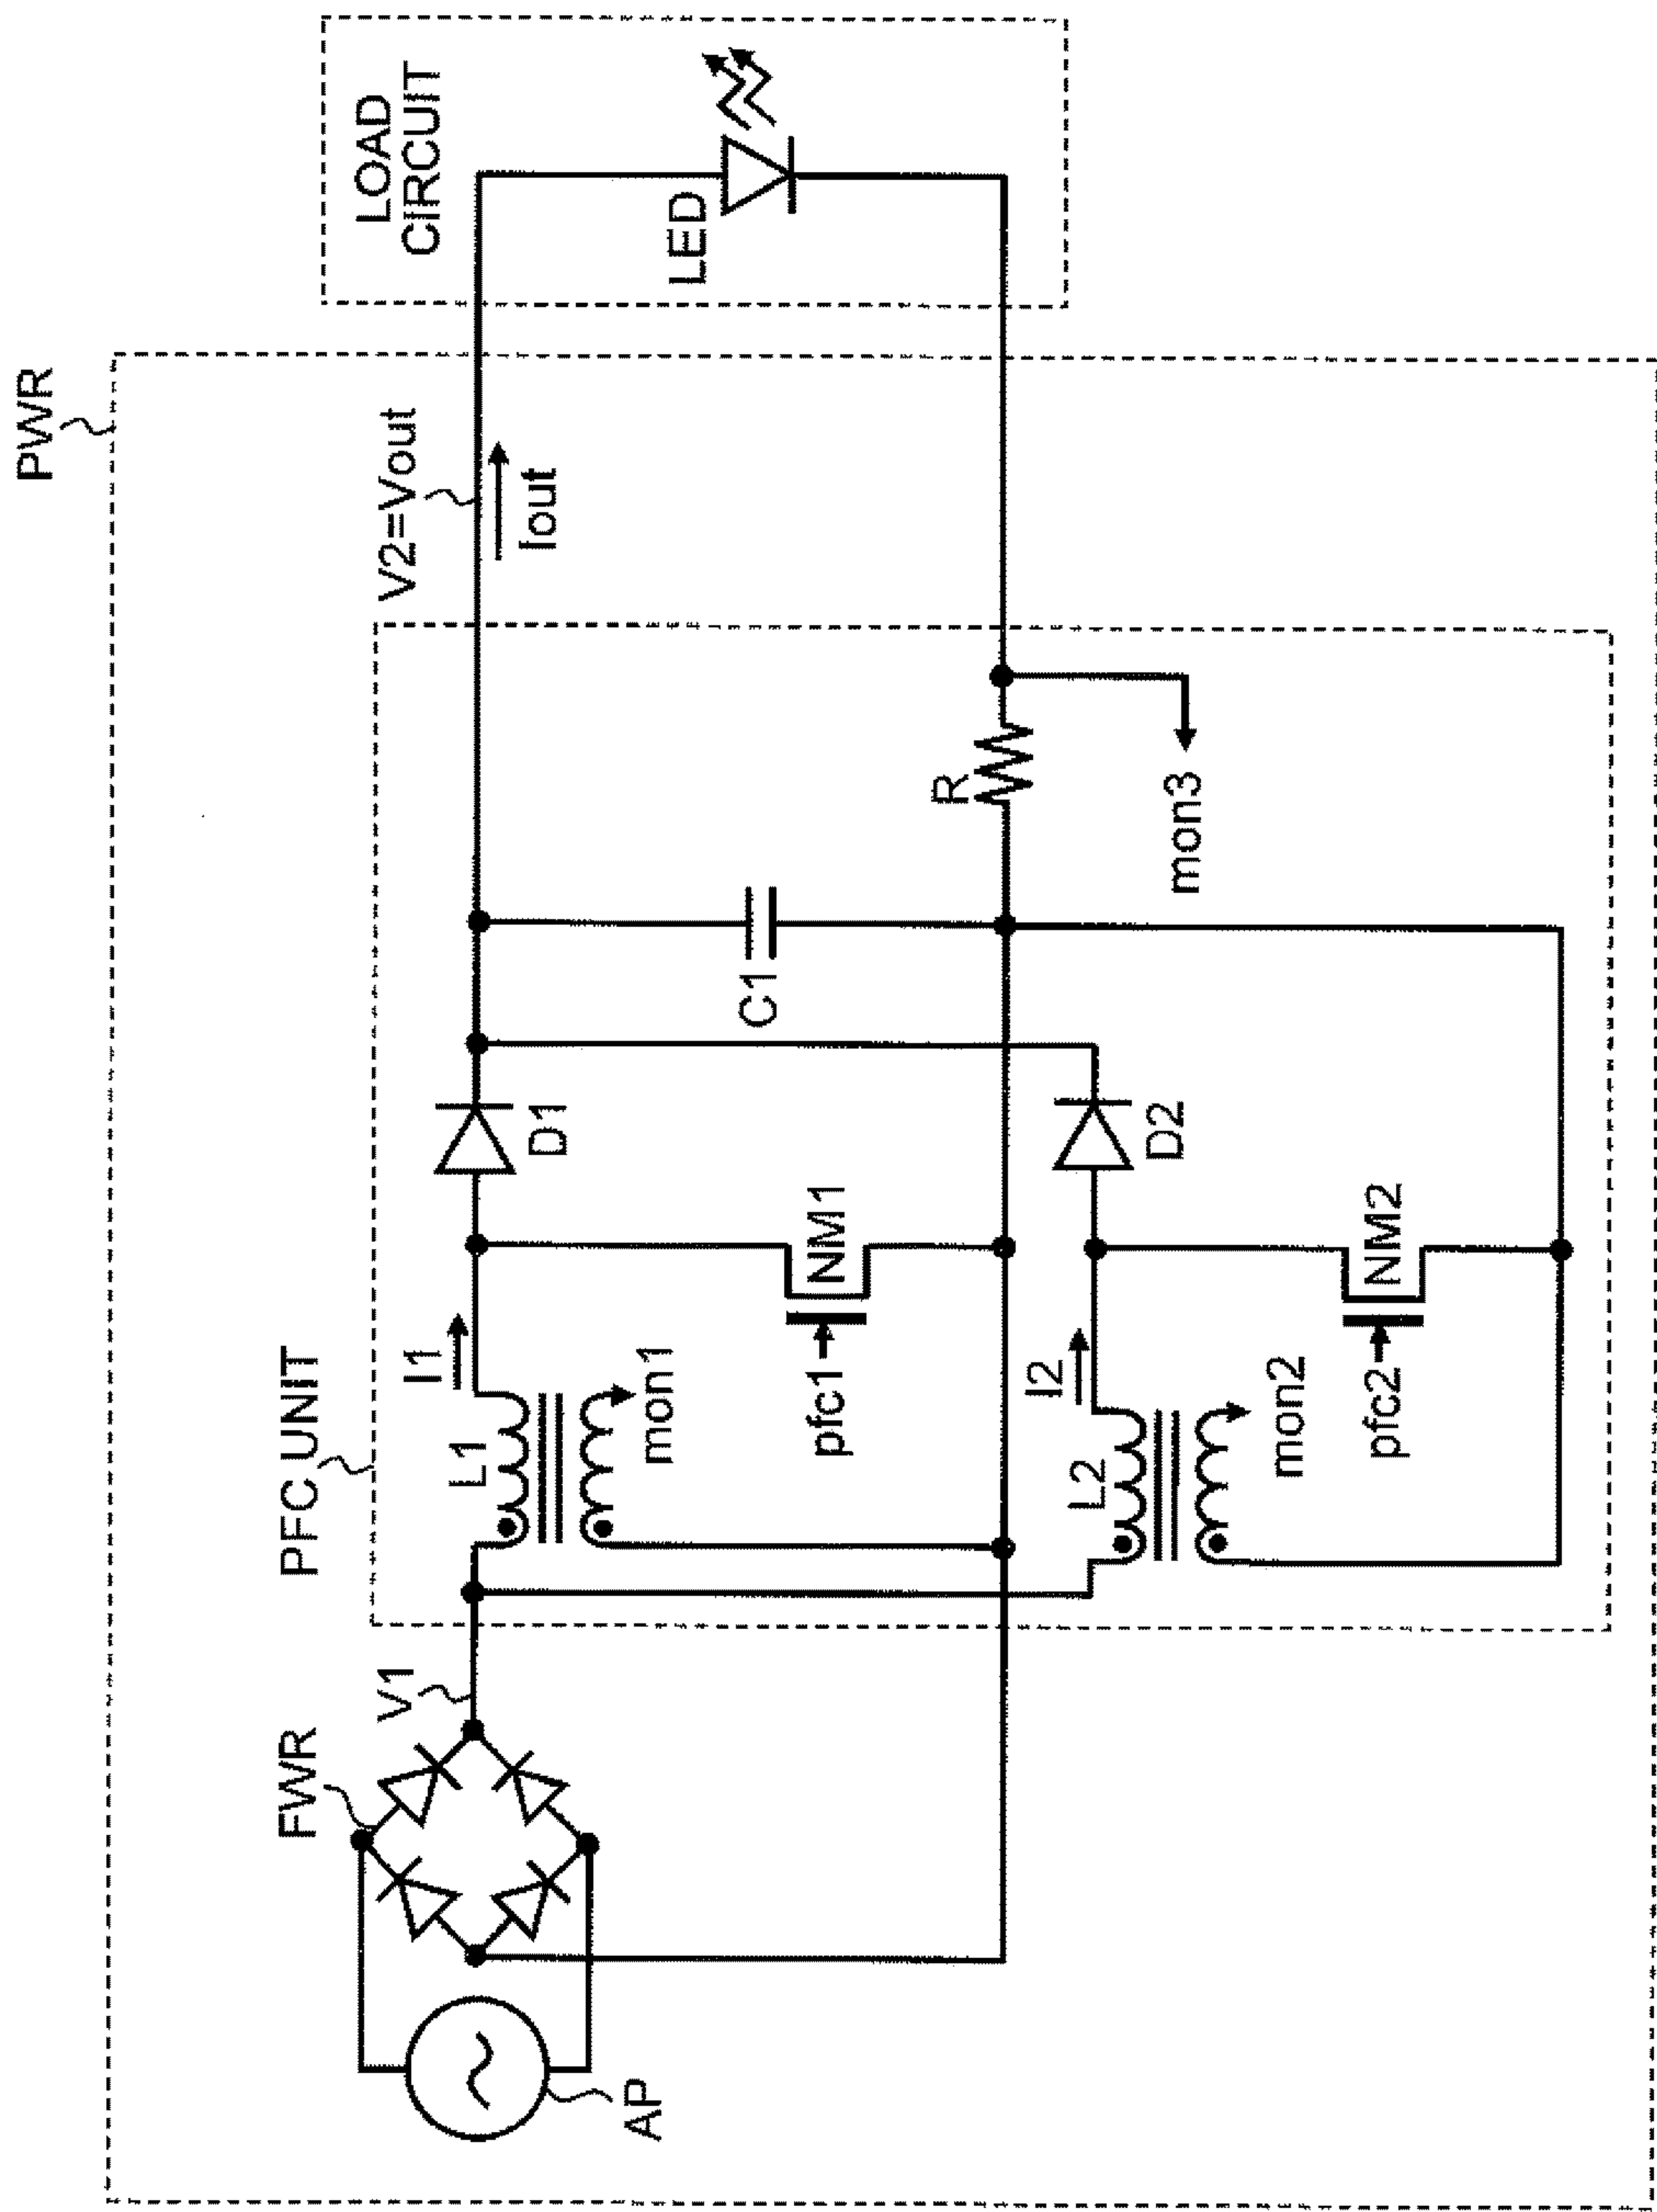 PWR
LOAD
CIRCUIT
LED
V2=Vout
Iout
PFC UNIT
FWR
V1
AP
L1
I1
mon1
D1
pfc1
NM1
C1
R
mon3
L2
I2
mon2
D2
pfc2
NM2